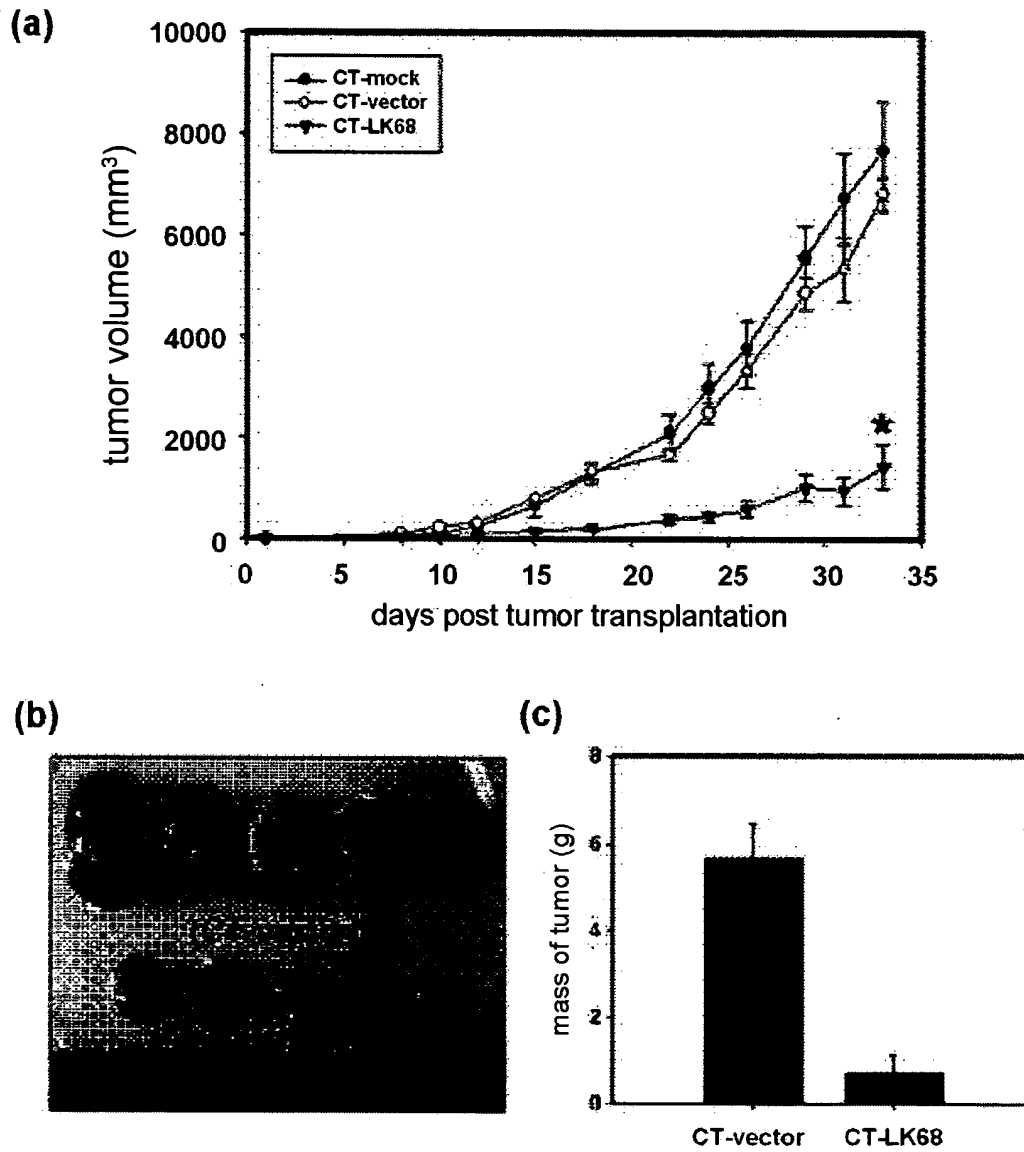 (a)
10000
8000
6000
4000
2000
0
tumor volume (mm³)
CT-mock
CT-vector
CT-LK68
0 5 10 15 20 25 30 35
days post tumor transplantation
(b)
(c)
8
6
4
2
0
mass of tumor (g)
CT-vector CT-LK68